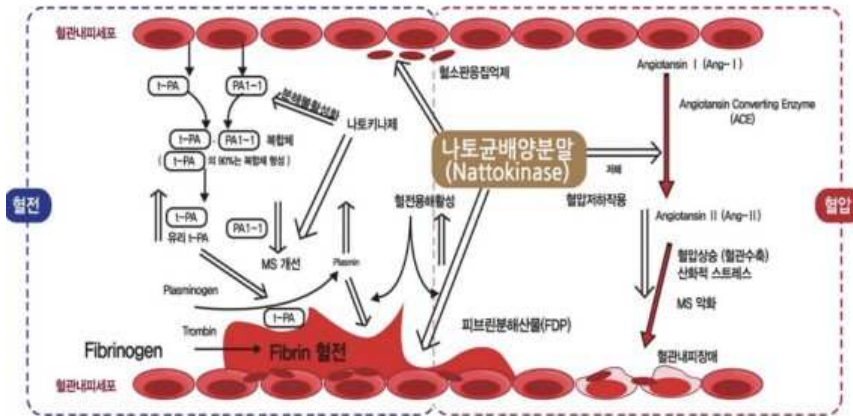 혈관내피세포
t-PA
PA1-1
분해불활성화
나토키나제
t-PA - PA1-1 복합체
( t-PA 의 90%는 복합체 형성 )
혈전
t-PA
유리 t-PA
PA1-1
MS 개선
Plasmin
Plasminogen
t-PA
Trombin
Fibrinogen
Fibrin 혈전
혈관내피세포
혈소판응집억제
나토균배양분말
(Nattokinase)
혈전용해활성
피브린분해산물(FDP)
저해
혈압저하작용
Angiotansin I (Ang-I)
Angiotansin Converting Enzyme
(ACE)
혈압
Angiotansin II (Ang-II)
혈압상승 (혈관수축)
산화적 스트레스
MS 악화
혈관내피장애